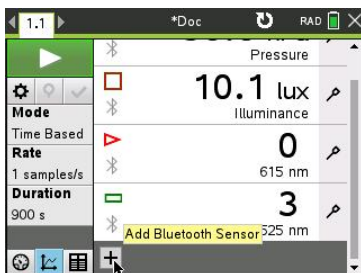 1.1
*Doc
RAD
Pressure
10.1 lux
Illuminance
Mode
Time Based
Rate
1 samples/s
Duration
900 s
0
615 nm
3
525 nm
Add Bluetooth Sensor